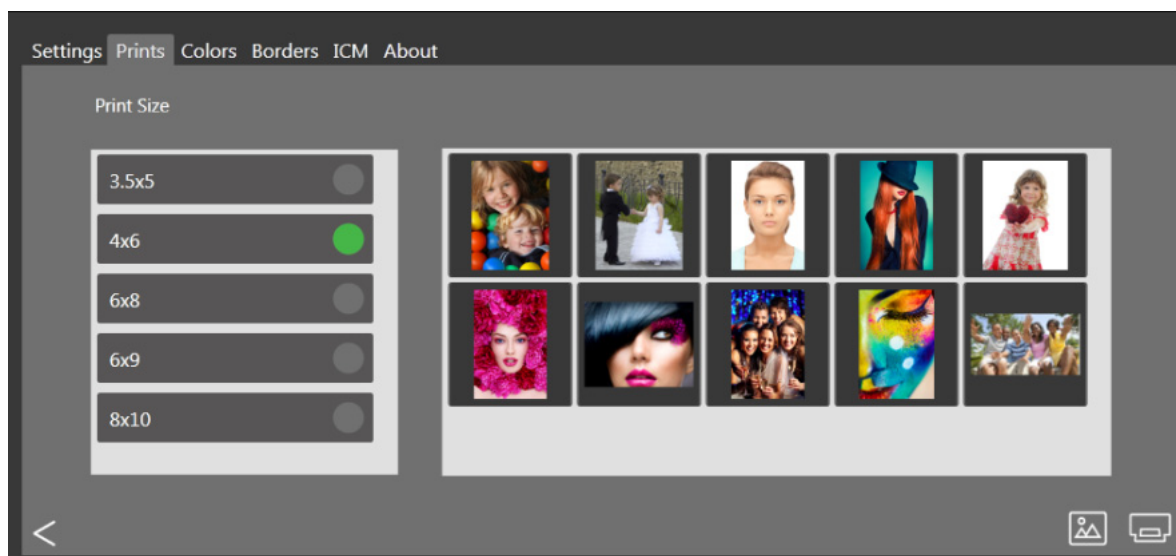 Settings Prints Colors Borders ICM About
Print Size
3.5x5
4x6
6x8
6x9
8x10